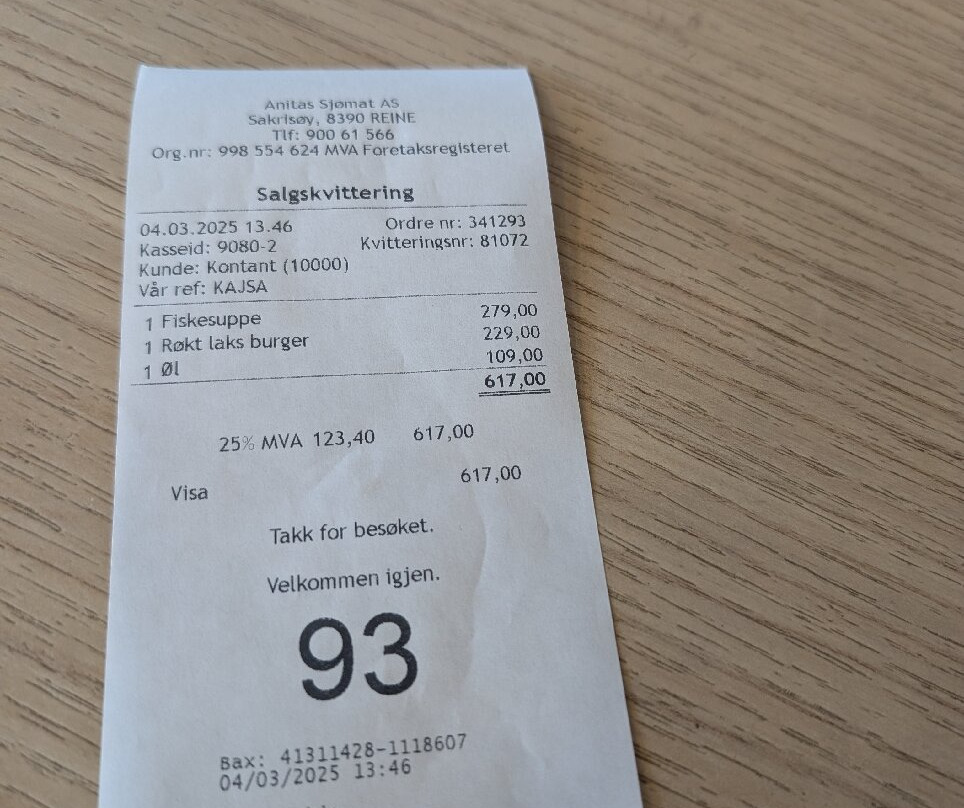 Anitas Sjømat AS
Sakrisøy, 8390 REINE
Tlf: 900 61 566
Org.nr: 998 554 624 MVA Foretaksregisteret
Salgskvittering
04.03.2025 13.46 Ordre nr: 341293
Kasseid: 9080-2 Kvitteringsnr: 81072
Kunde: Kontant (10000)
Vår ref: KAJSA
1 Fiskesuppe 279,00
1 Røkt laks burger 229,00
1 Øl 109,00
617,00
25% MVA 123,40 617,00
Visa 617,00
Takk for besøket.
Velkommen igjen.
93
Bax: 41311428-1118607
04/03/2025 13:46